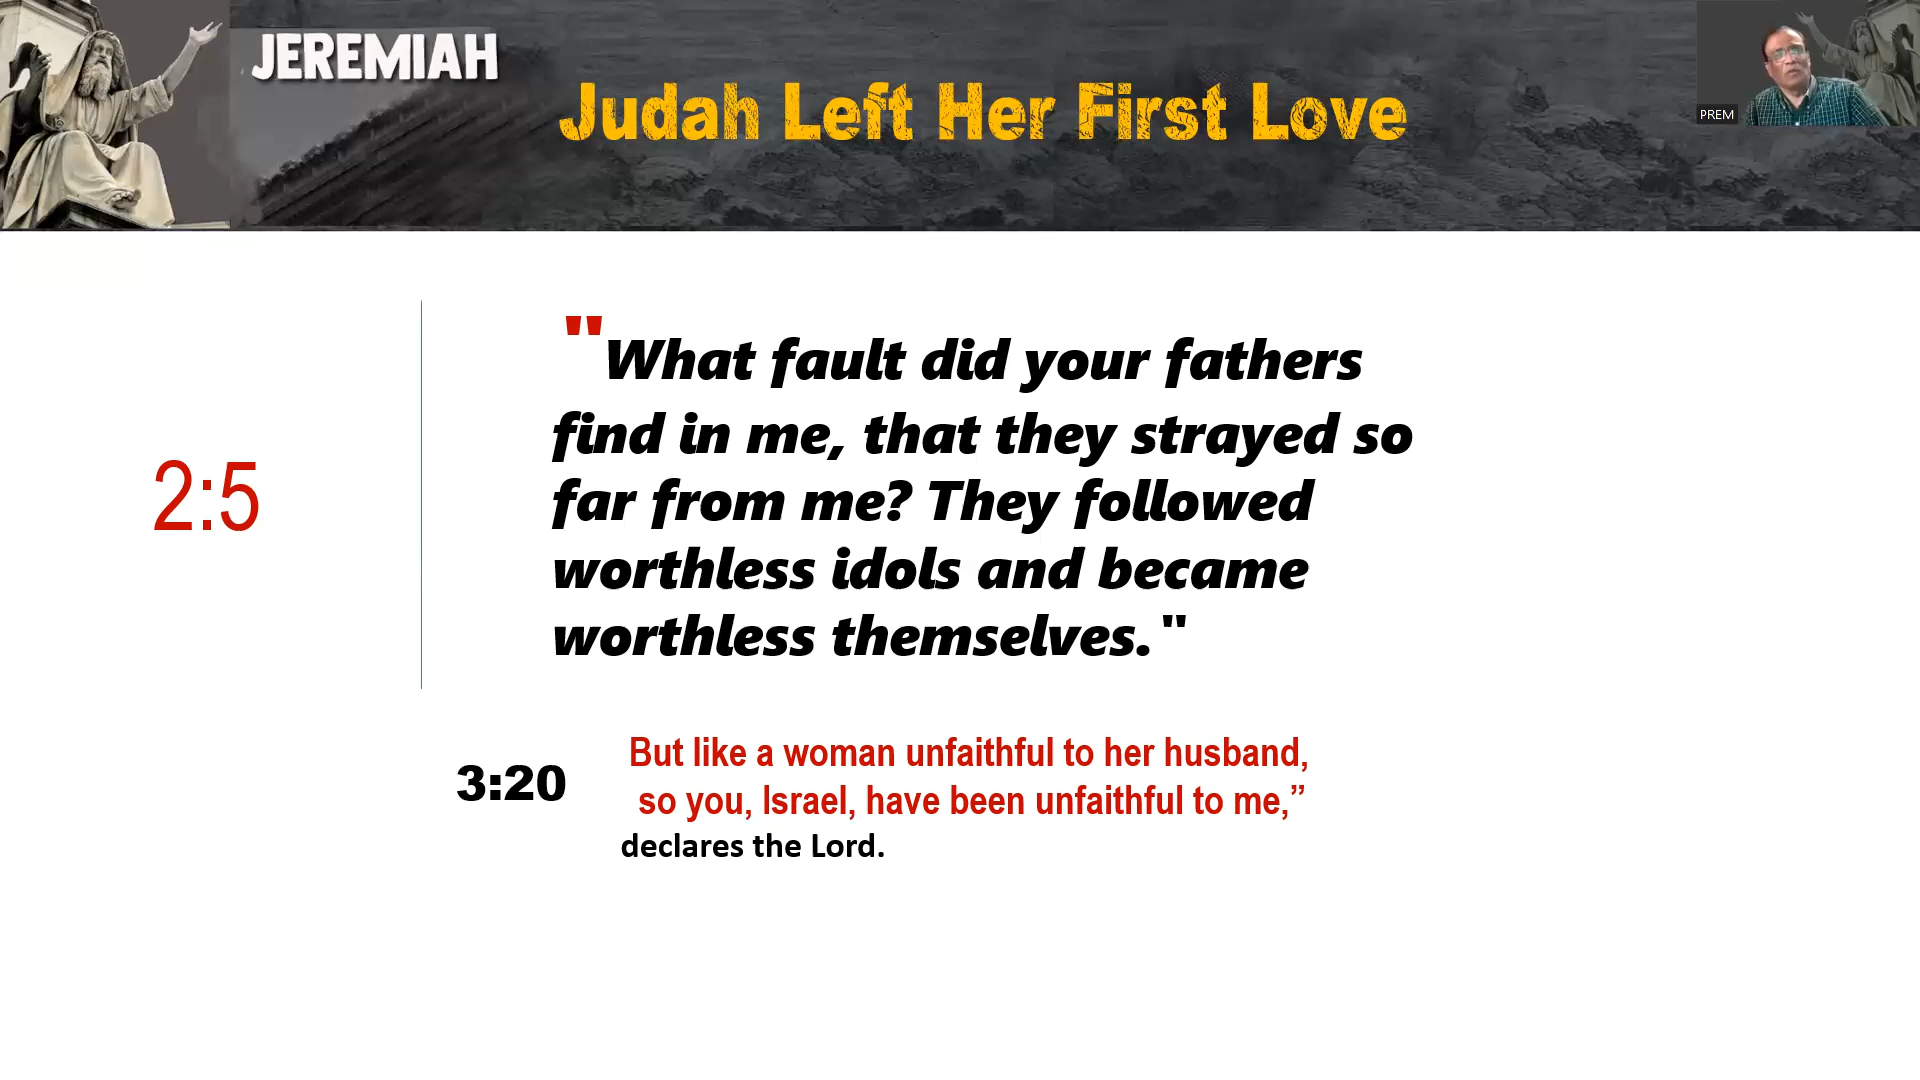 JEREMIAH
Judah Left Her First Love
PREM
2:5
"What fault did your fathers
find in me, that they strayed so
far from me? They followed
worthless idols and became
worthless themselves."
3:20
But like a woman unfaithful to her husband,
so you, Israel, have been unfaithful to me,”
declares the Lord.